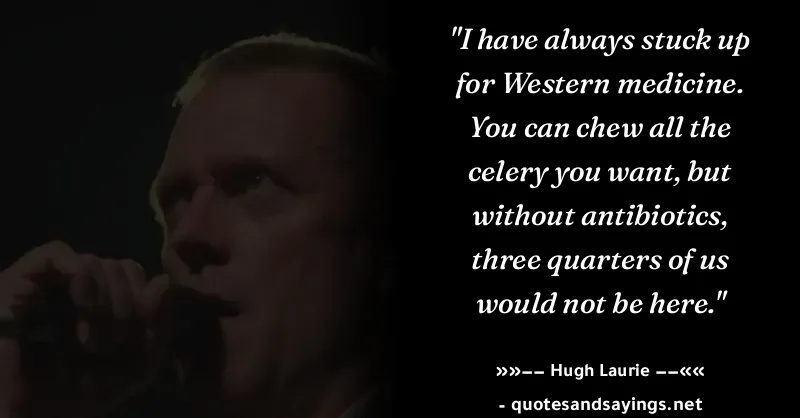 "I have always stuck up
for Western medicine.
You can chew all the
celery you want, but
without antibiotics,
three quarters of us
would not be here."
»»—— Hugh Laurie ——««
- quotesandsayings.net